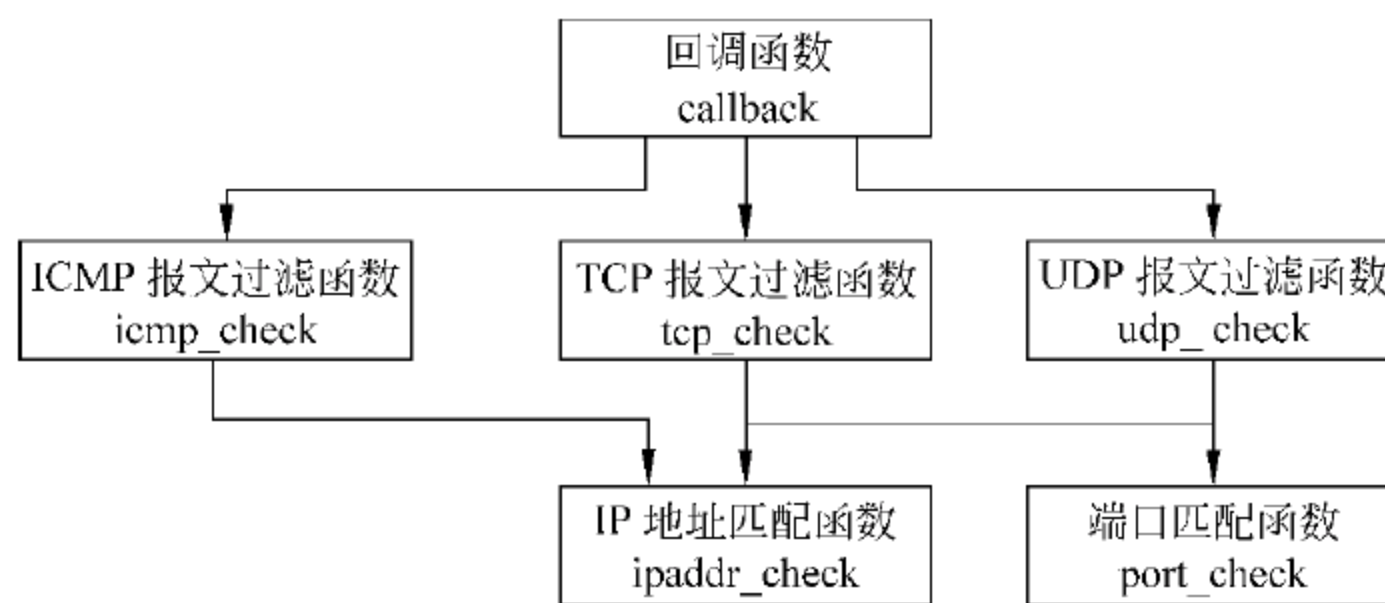 回调函数
callback
ICMP 报文过滤函数
icmp_check
TCP 报文过滤函数
tcp_check
UDP 报文过滤函数
udp_ check
IP 地址匹配函数
ipaddr_check
端口匹配函数
port_check